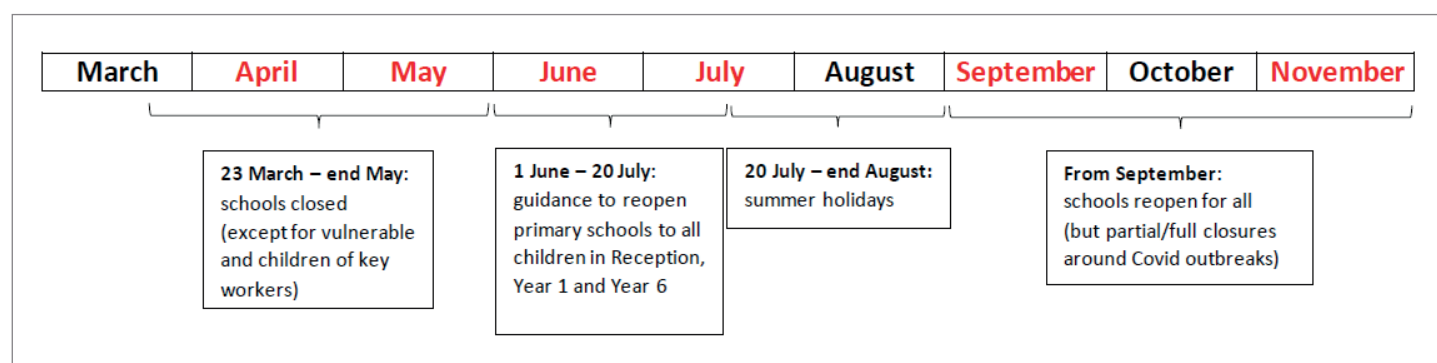 March April May June July August September October November
23 March – end May:
schools closed
(except for vulnerable
and children of key
workers)
1 June – 20 July:
guidance to reopen
primary schools to all
children in Reception,
Year 1 and Year 6
20 July – end August:
summer holidays
From September:
schools reopen for all
(but partial/full closures
around Covid outbreaks)